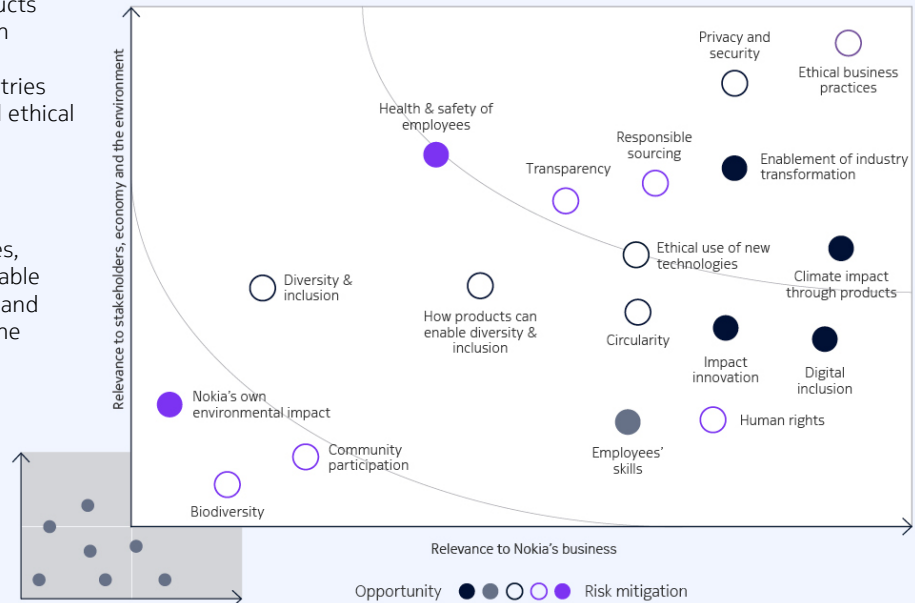 ucts
n
tries
l ethical
es,
able
and
ne
Relevance to stakeholders, economy and the environment
Privacy and
security
Ethical business
practices
Health & safety of
employees
Responsible
sourcing
Transparency
Enablement of industry
transformation
Ethical use of new
technologies
Climate impact
through products
Diversity &
inclusion
How products can
enable diversity &
inclusion
Circularity
Impact
innovation
Digital
inclusion
Nokia's own
environmental impact
Human rights
Employees'
skills
Community
participation
Biodiversity
Relevance to Nokia's business
Opportunity
Risk mitigation